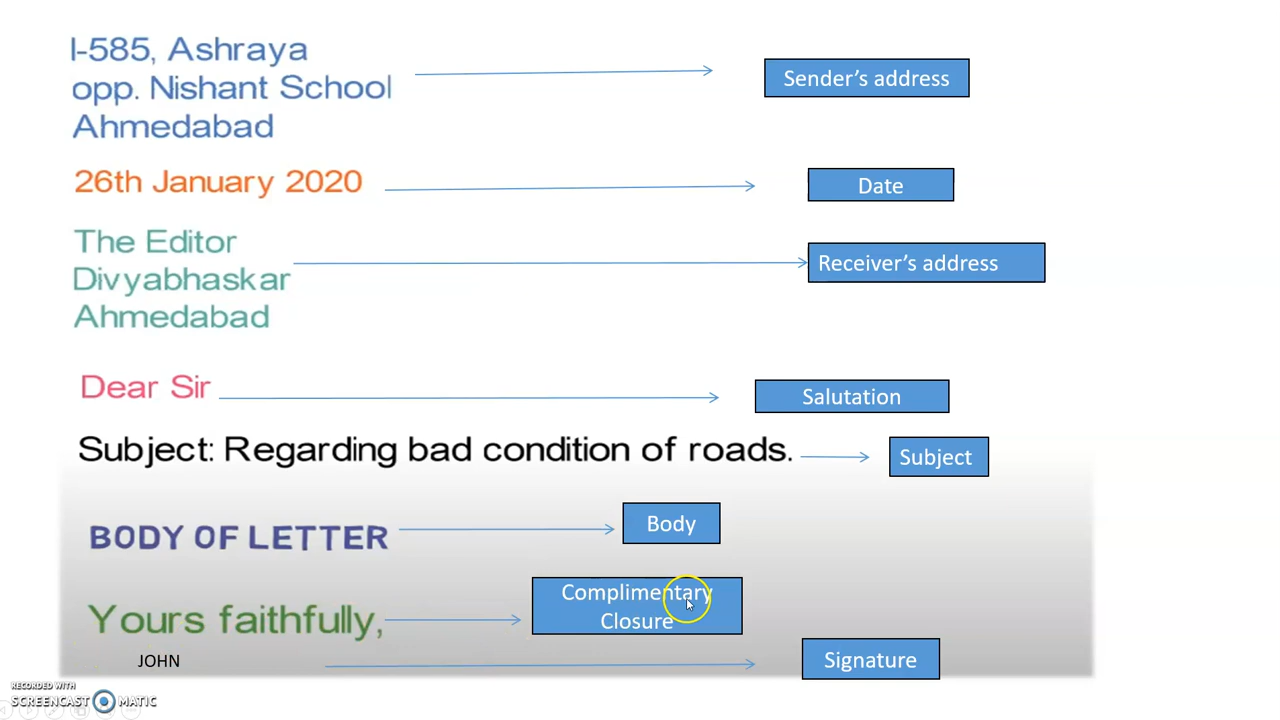 I-585, Ashraya
opp. Nishant School
Ahmedabad
Sender's address
26th January 2020
Date
The Editor
Divyabhaskar
Ahmedabad
Receiver's address
Dear Sir
Salutation
Subject: Regarding bad condition of roads.
Subject
BODY OF LETTER
Body
Yours faithfully,
Complimentary
Closure
JOHN
Signature
RECORDED WITH
SCREENCAST MATIC